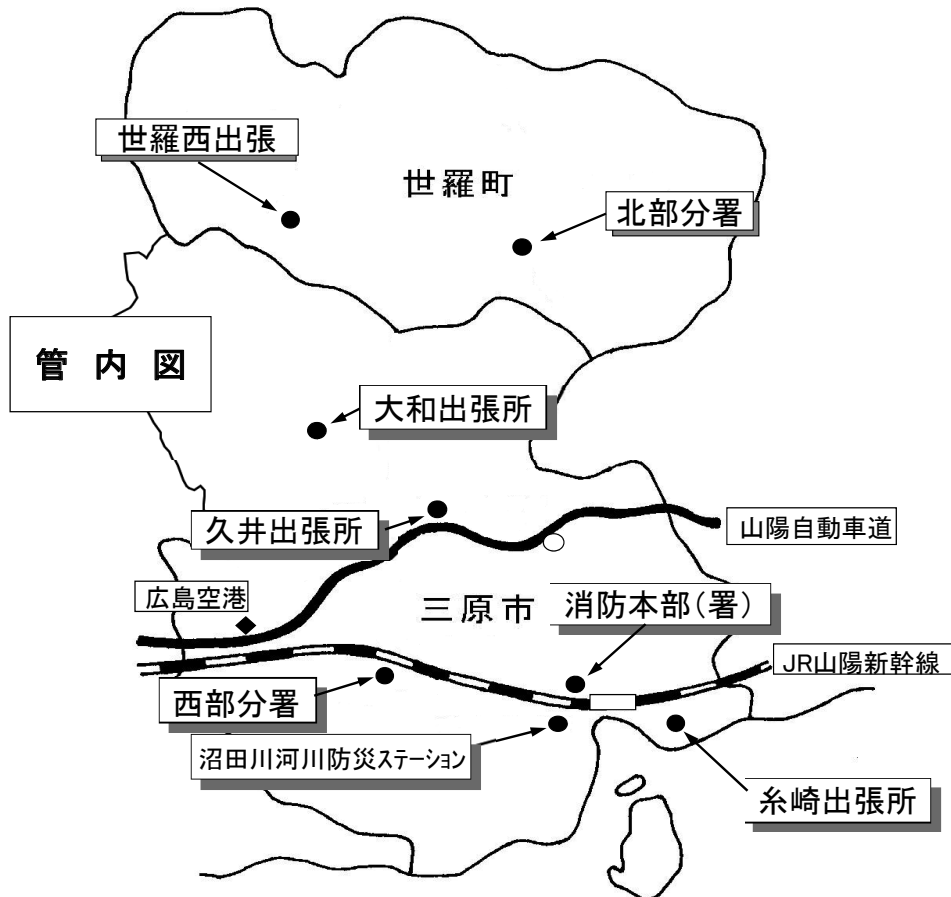 世羅西出張
世羅町
北部分署
管内図
大和出張所
久井出張所
山陽自動車道
広島空港
三原市
消防本部(署)
JR山陽新幹線
西部分署
沼田川河川防災ステーション
糸崎出張所